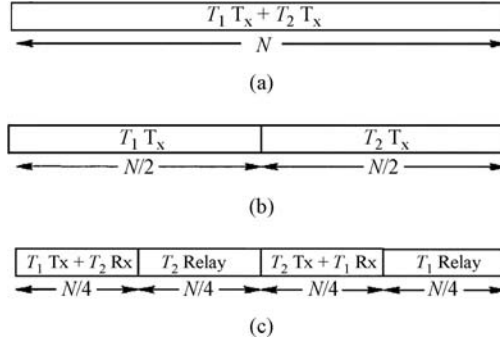 T₁ Tₓ + T₂ Tₓ
N
(a)
T₁ Tₓ T₂ Tₓ
N/2 N/2
(b)
T₁ Tx + T₂ Rx T₂ Relay T₂ Tx + T₁ Rx T₁ Relay
N/4 N/4 N/4 N/4
(c)